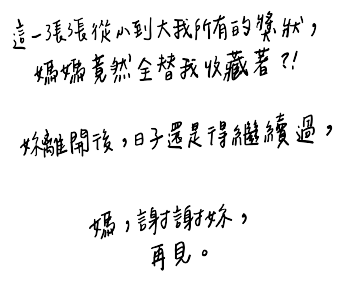 這一張張從小到大我所有的獎狀，
媽媽竟然全替我收藏著?!
妳離開後，日子還是得繼續過，
媽，謝謝妳，
再見。